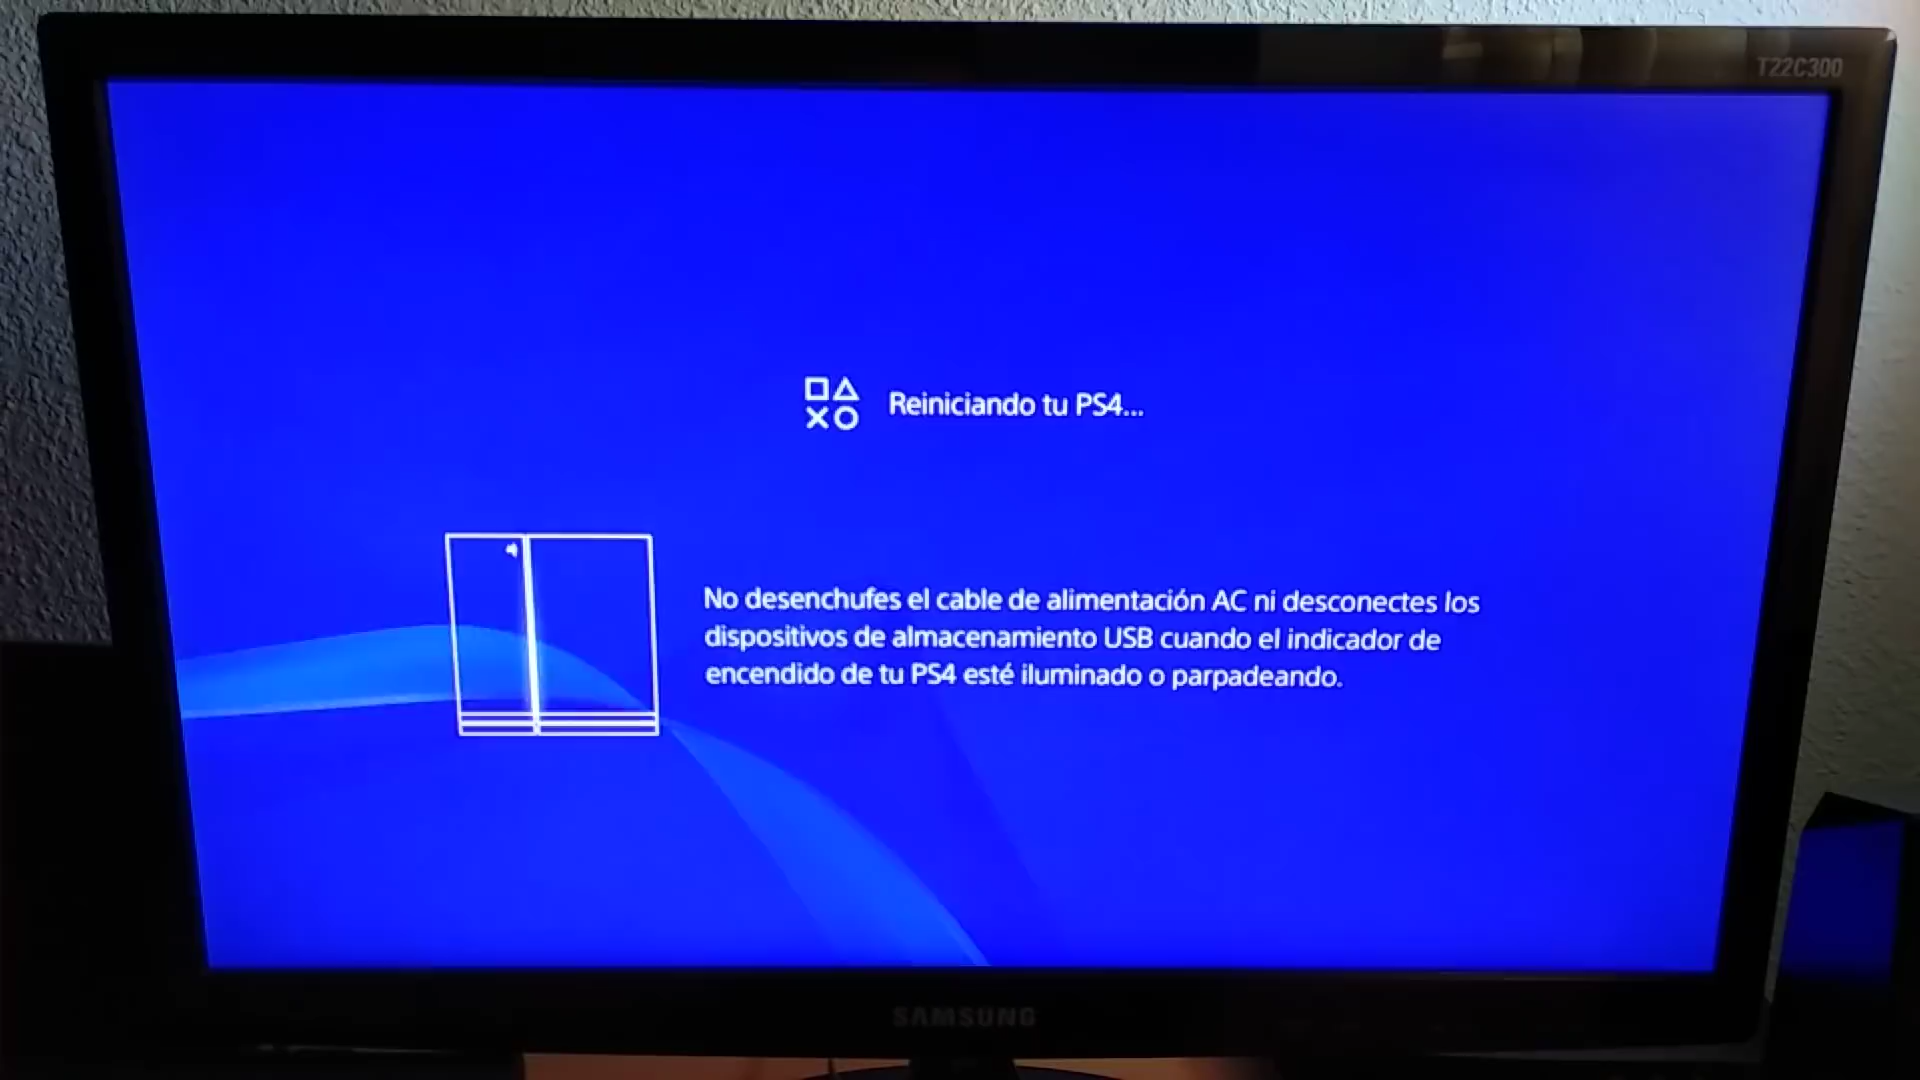 T22C300
Reiniciando tu PS4...
No desenchufes el cable de alimentación AC ni desconectes los
dispositivos de almacenamiento USB cuando el indicador de
encendido de tu PS4 esté iluminado o parpadeando.
SAMSUNG